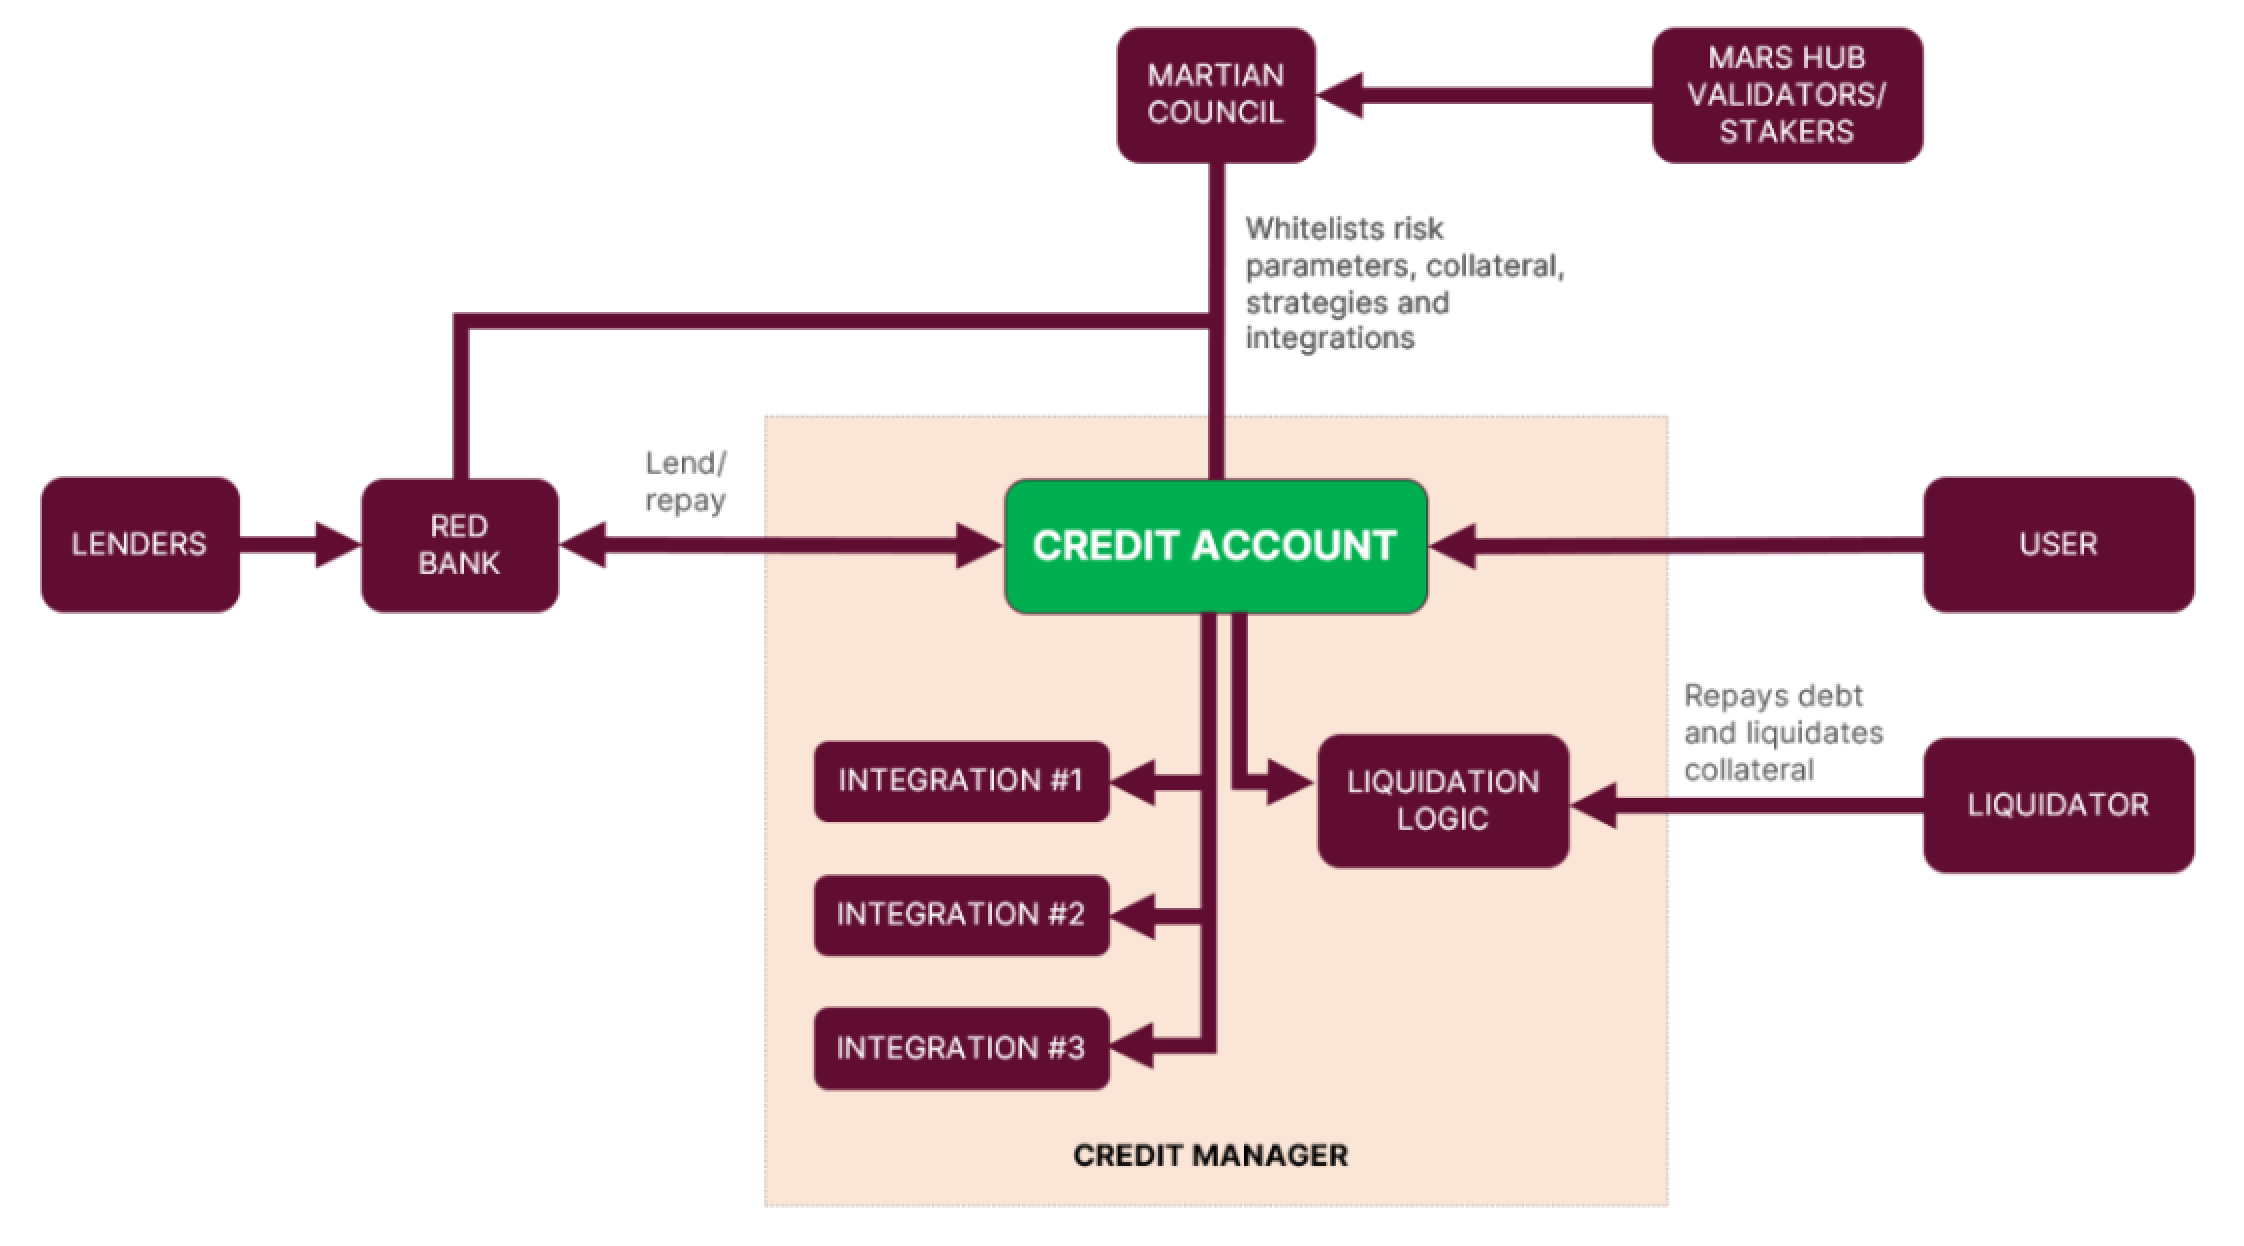 MARTIAN
COUNCIL
MARS HUB
VALIDATORS/
STAKERS
Whitelists risk
parameters, collateral,
strategies and
integrations
Lend/
repay
LENDERS
RED
BANK
CREDIT ACCOUNT
USER
Repays debt
and liquidates
collateral
INTEGRATION #1
LIQUIDATION
LOGIC
LIQUIDATOR
INTEGRATION #2
INTEGRATION #3
CREDIT MANAGER